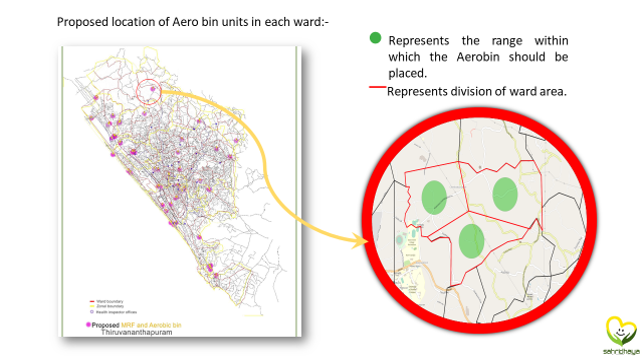 Proposed location of Aero bin units in each ward:-
Represents the range within
which the Aerobin should be
placed.
Represents division of ward area.
Ward boundary
Zonal boundary
Health inspector offices
Proposed MRF and Aerobic bin
Thiruvananthapuram
sahridhaya